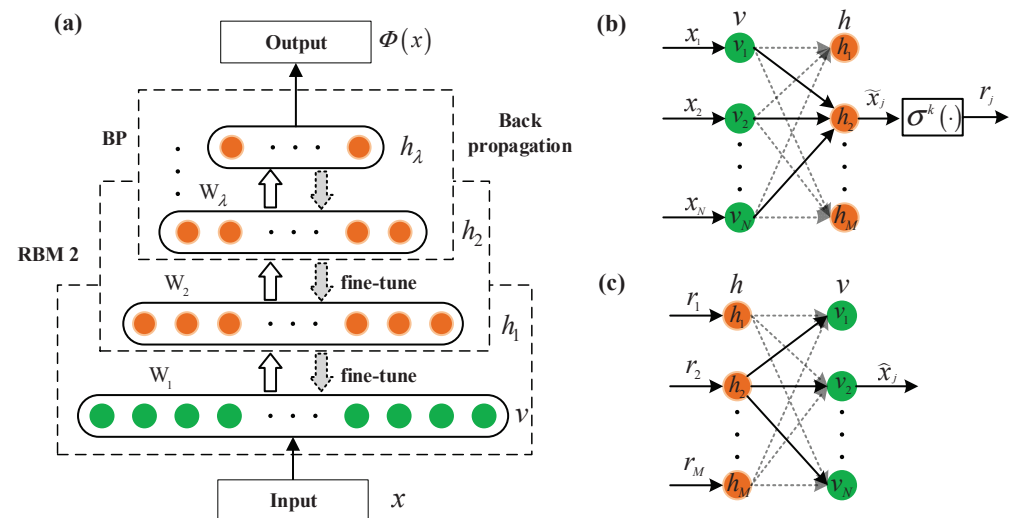 (a)
Output Φ(x)
BP
Back
propagation
· · · h_λ
W_λ
· · · h_2
RBM 2
W_2
fine-tune
· · · h_1
W_1
fine-tune
· · · v
Input x
(b)
v h
x_1 v_1 h_1
x_2 v_2 h_2 x̃_j σ^k(·) r_j
x_N v_N h_M
(c)
h v
r_1 h_1 v_1
r_2 h_2 v_2 x̂_j
r_M h_M v_N